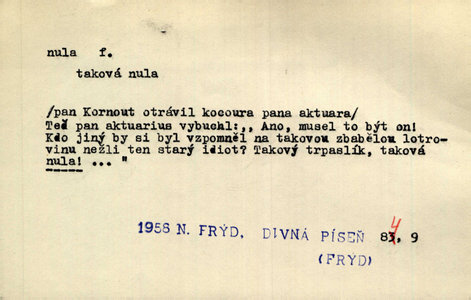 nula f.
taková nula
/pan Kornout otrávil kocoura pana aktuara/
Teď pan aktuarius vybuchl:,, Ano, musel to být on!
Kdo jiný by si byl vzpomněl na takovou zbabělou lotro-
vinu nežli ten starý idiot? Takový trpaslík, taková
nula! ... "
1956 N. FRÝD, DIVNÁ PÍSEŇ 84, 9
(FRÝD)